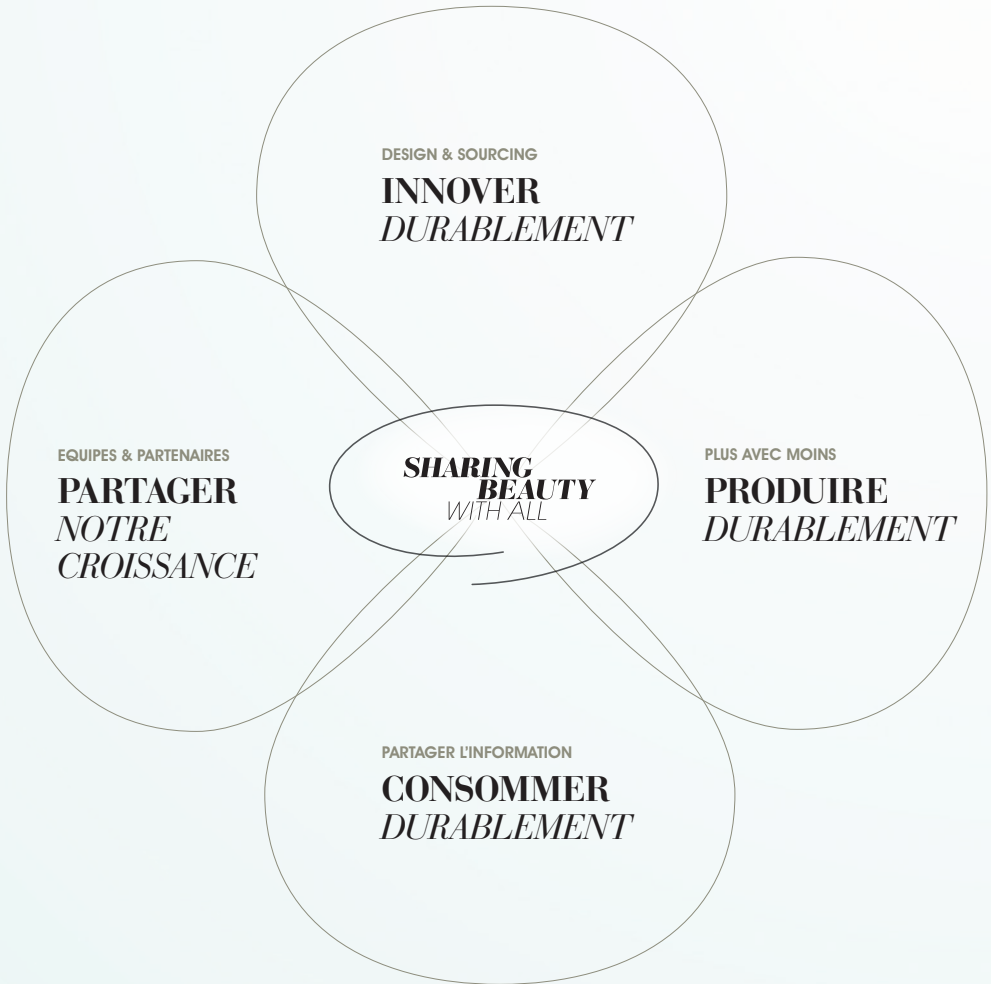 DESIGN & SOURCING
INNOVER
DURABLEMENT
EQUIPES & PARTENAIRES
PARTAGER
NOTRE
CROISSANCE
SHARING
BEAUTY
WITH ALL
PLUS AVEC MOINS
PRODUIRE
DURABLEMENT
PARTAGER L'INFORMATION
CONSOMMER
DURABLEMENT